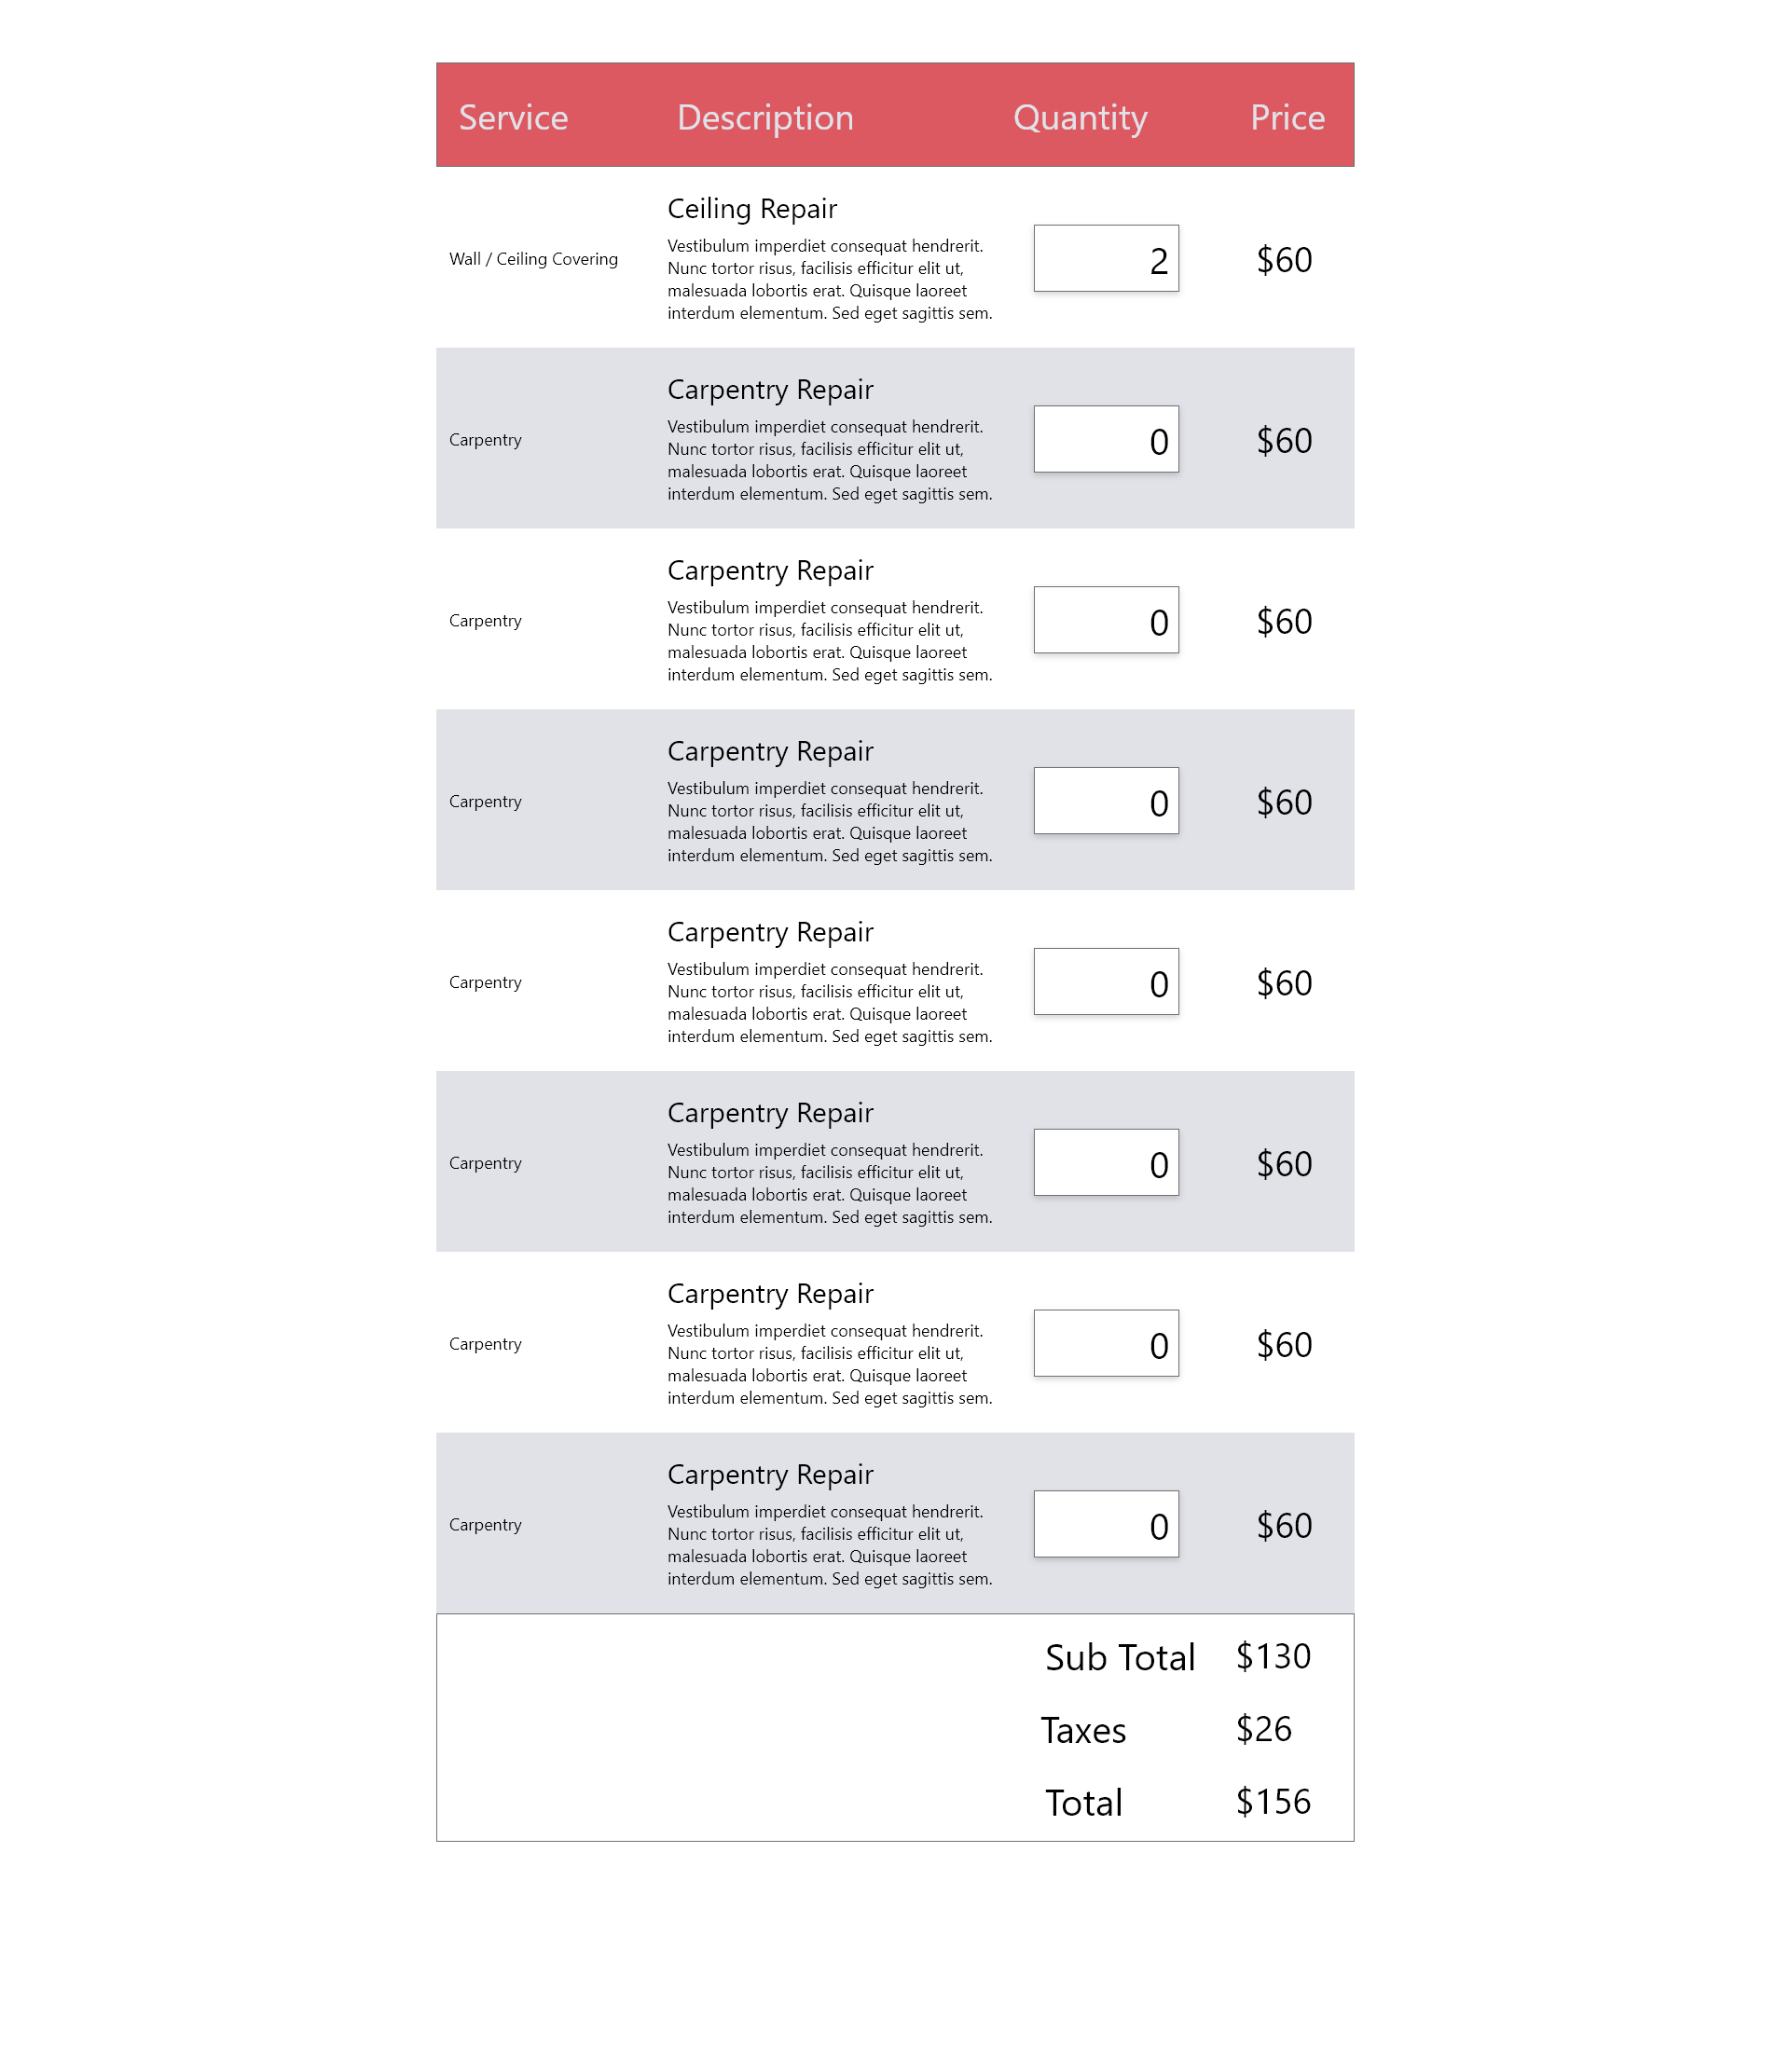 Service Description Quantity Price
Ceiling Repair
Vestibulum imperdiet consequat hendrerit.
Nunc tortor risus, facilisis efficitur elit ut,
malesuada lobortis erat. Quisque laoreet
interdum elementum. Sed eget sagittis sem.
Wall / Ceiling Covering
2
$60
Carpentry Repair
Vestibulum imperdiet consequat hendrerit.
Nunc tortor risus, facilisis efficitur elit ut,
malesuada lobortis erat. Quisque laoreet
interdum elementum. Sed eget sagittis sem.
Carpentry
0
$60
Carpentry Repair
Vestibulum imperdiet consequat hendrerit.
Nunc tortor risus, facilisis efficitur elit ut,
malesuada lobortis erat. Quisque laoreet
interdum elementum. Sed eget sagittis sem.
Carpentry
0
$60
Carpentry Repair
Vestibulum imperdiet consequat hendrerit.
Nunc tortor risus, facilisis efficitur elit ut,
malesuada lobortis erat. Quisque laoreet
interdum elementum. Sed eget sagittis sem.
Carpentry
0
$60
Carpentry Repair
Vestibulum imperdiet consequat hendrerit.
Nunc tortor risus, facilisis efficitur elit ut,
malesuada lobortis erat. Quisque laoreet
interdum elementum. Sed eget sagittis sem.
Carpentry
0
$60
Carpentry Repair
Vestibulum imperdiet consequat hendrerit.
Nunc tortor risus, facilisis efficitur elit ut,
malesuada lobortis erat. Quisque laoreet
interdum elementum. Sed eget sagittis sem.
Carpentry
0
$60
Carpentry Repair
Vestibulum imperdiet consequat hendrerit.
Nunc tortor risus, facilisis efficitur elit ut,
malesuada lobortis erat. Quisque laoreet
interdum elementum. Sed eget sagittis sem.
Carpentry
0
$60
Carpentry Repair
Vestibulum imperdiet consequat hendrerit.
Nunc tortor risus, facilisis efficitur elit ut,
malesuada lobortis erat. Quisque laoreet
interdum elementum. Sed eget sagittis sem.
Carpentry
0
$60
Sub Total $130
Taxes $26
Total $156